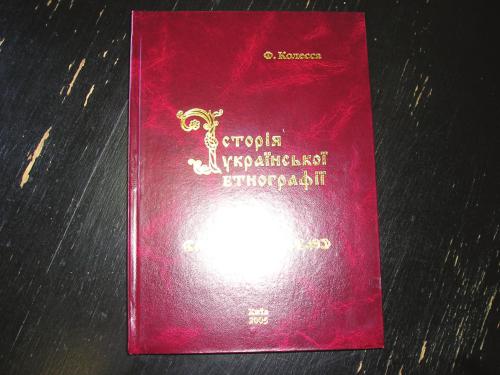 Ф. Колесса
Історія
української
етнографії
Київ
2005